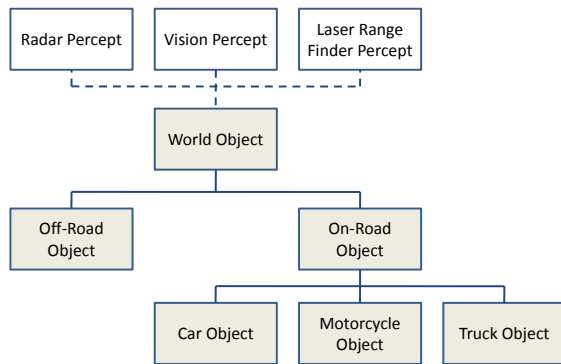 Radar Percept
Vision Percept
Laser Range
Finder Percept
World Object
Off-Road
Object
On-Road
Object
Car Object
Motorcycle
Object
Truck Object